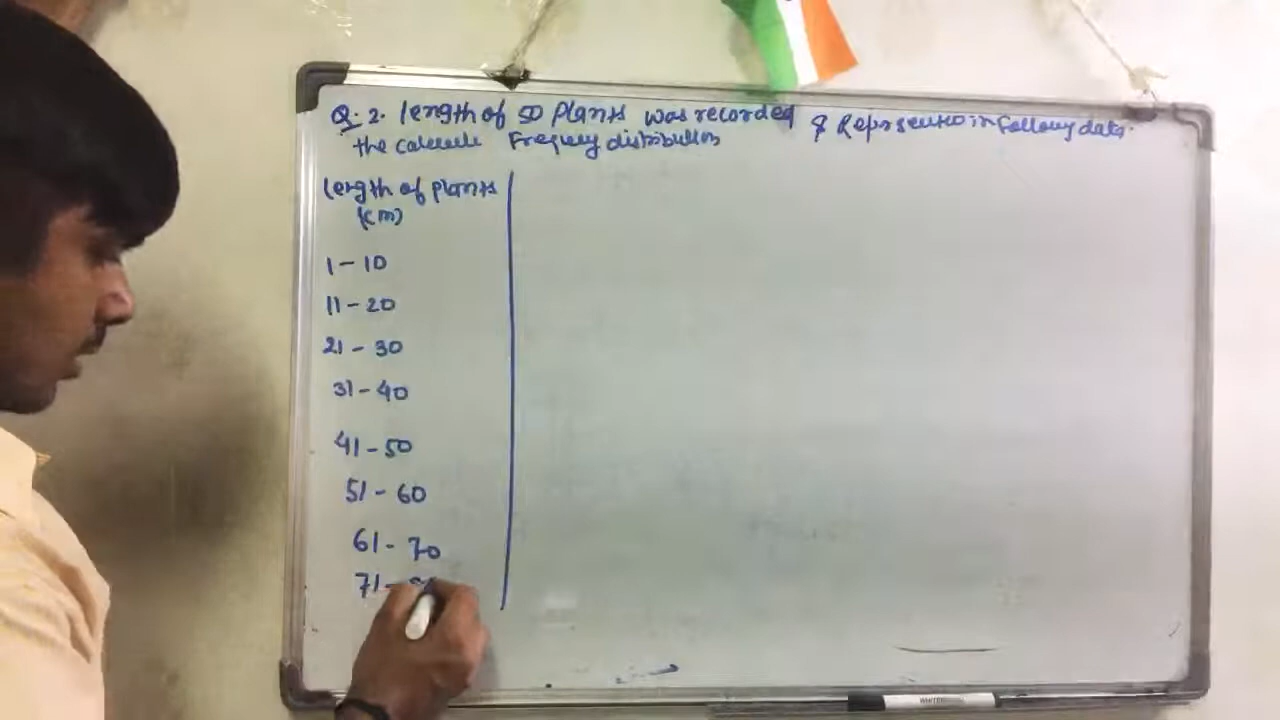 Q. 2. length of 50 Plants was recorded & Represented in following data.
the calculate Frequency distribution
length of plants
(cm)
1 - 10
11 - 20
21 - 30
31 - 40
41 - 50
51 - 60
61 - 70
71 -
WHITEBOARD